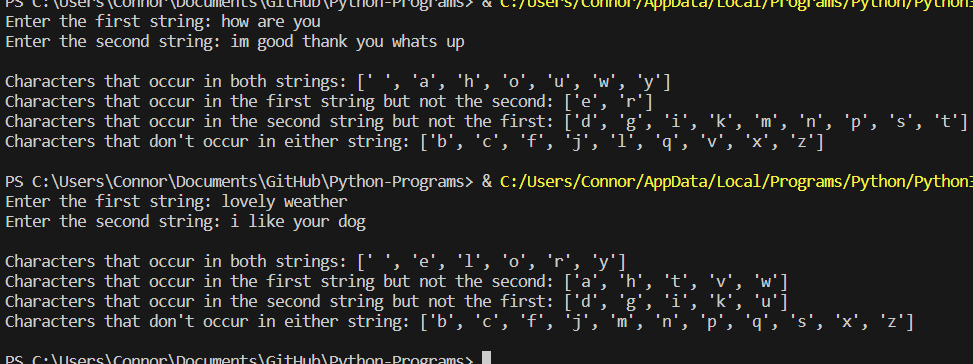 PS C:\Users\Connor\Documents\GitHub\Python-Programs> & C:/Users/Connor/AppData/Local/Programs/Python/Python3
Enter the first string: how are you
Enter the second string: im good thank you whats up
Characters that occur in both strings: [' ', 'a', 'h', 'o', 'u', 'w', 'y']
Characters that occur in the first string but not the second: ['e', 'r']
Characters that occur in the second string but not the first: ['d', 'g', 'i', 'k', 'm', 'n', 'p', 's', 't']
Characters that don't occur in either string: ['b', 'c', 'f', 'j', 'l', 'q', 'v', 'x', 'z']
PS C:\Users\Connor\Documents\GitHub\Python-Programs> & C:/Users/Connor/AppData/Local/Programs/Python/Python3
Enter the first string: lovely weather
Enter the second string: i like your dog
Characters that occur in both strings: [' ', 'e', 'l', 'o', 'r', 'y']
Characters that occur in the first string but not the second: ['a', 'h', 't', 'v', 'w']
Characters that occur in the second string but not the first: ['d', 'g', 'i', 'k', 'u']
Characters that don't occur in either string: ['b', 'c', 'f', 'j', 'm', 'n', 'p', 'q', 's', 'x', 'z']
PS C:\Users\Connor\Documents\GitHub\Python-Programs>